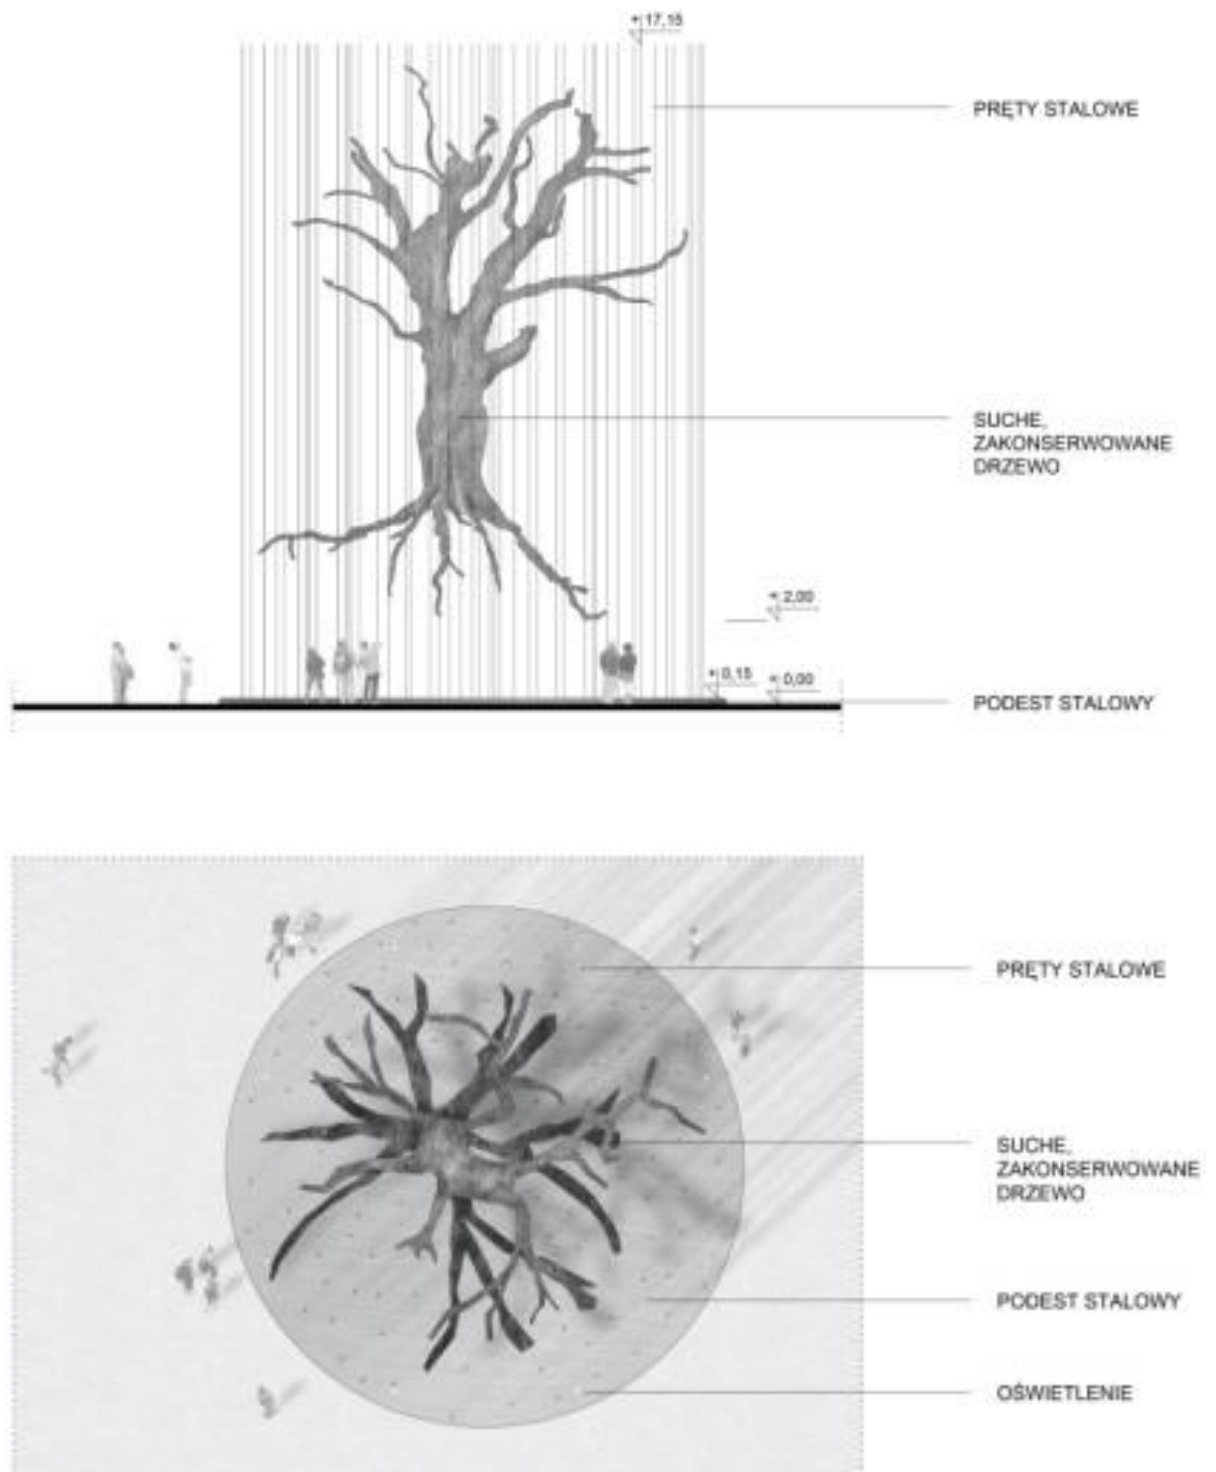 +17,15
PRĘTY STALOWE
SUCHE,
ZAKONSERWOWANE
DRZEWO
+2,00
+0,15
+0,00
PODEST STALOWY
PRĘTY STALOWE
SUCHE,
ZAKONSERWOWANE
DRZEWO
PODEST STALOWY
OŚWIETLENIE